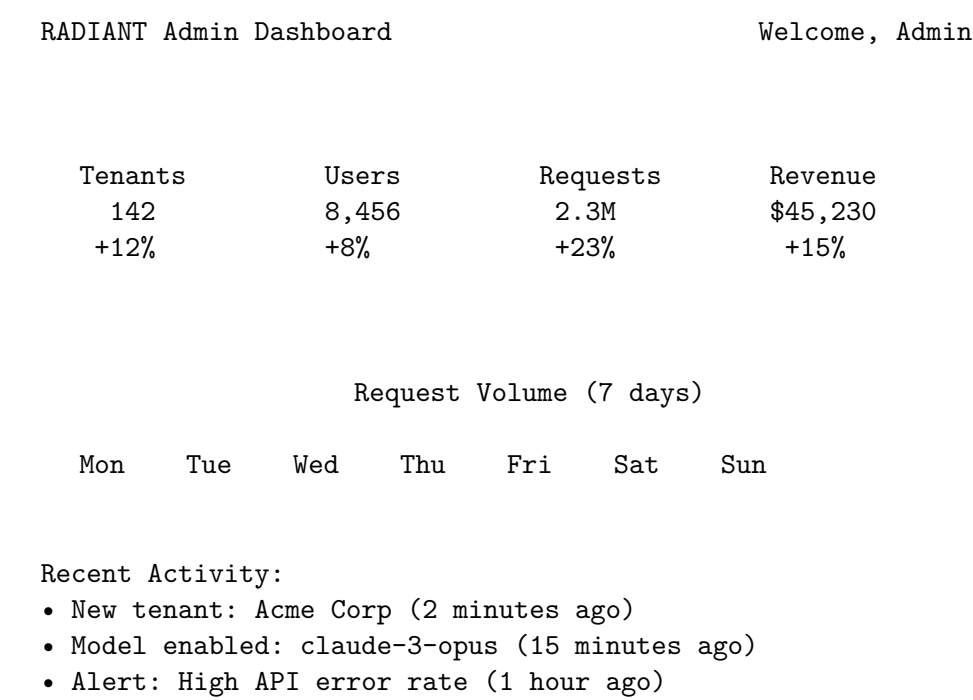 RADIANT Admin Dashboard Welcome, Admin
Tenants Users Requests Revenue
142 8,456 2.3M $45,230
+12% +8% +23% +15%
Request Volume (7 days)
Mon Tue Wed Thu Fri Sat Sun
Recent Activity:
• New tenant: Acme Corp (2 minutes ago)
• Model enabled: claude-3-opus (15 minutes ago)
• Alert: High API error rate (1 hour ago)